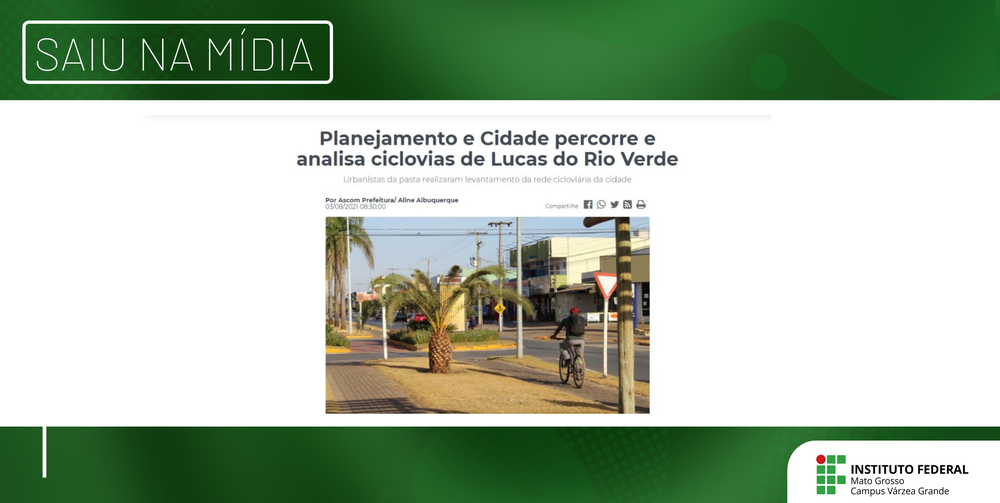 SAIU NA MÍDIA
Planejamento e Cidade percorre e
analisa ciclovias de Lucas do Rio Verde
Urbanistas da pasta realizaram levantamento da rede cicloviária da cidade
Por Ascom Prefeitura/ Aline Albuquerque
03/08/2021 08:30:00
Compartilhe
INSTITUTO FEDERAL
Mato Grosso
Campus Várzea Grande